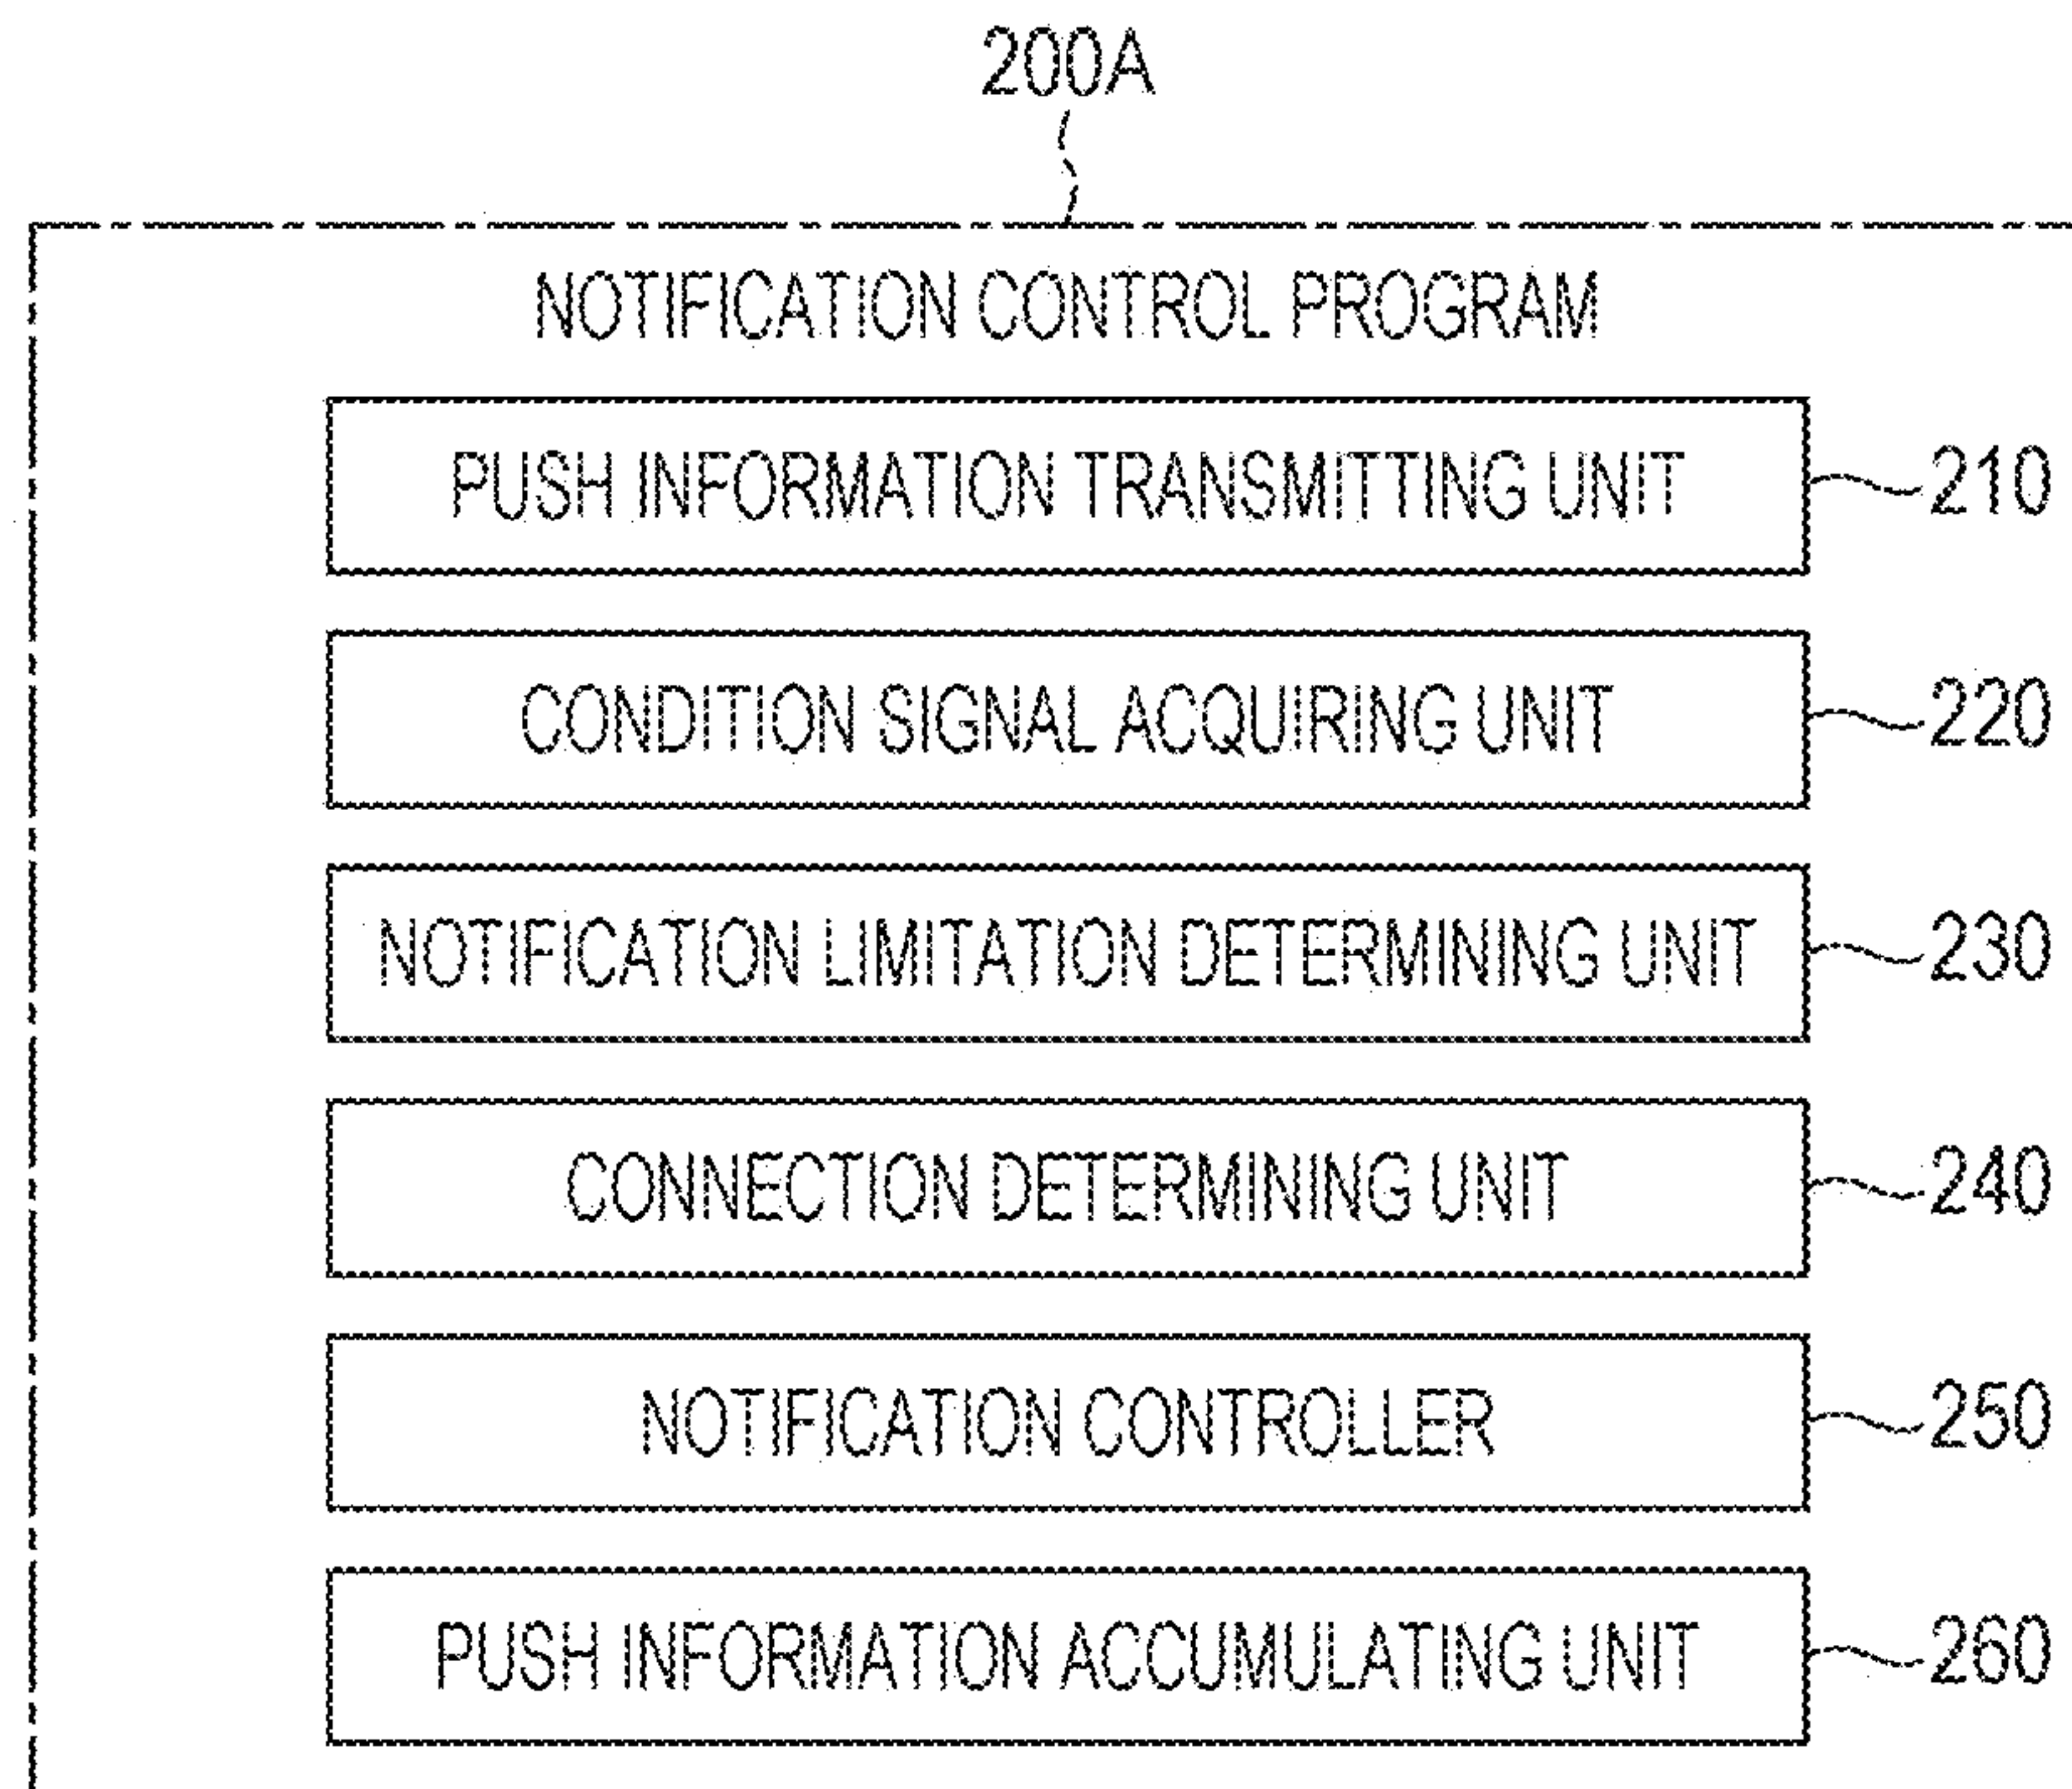 200A
NOTIFICATION CONTROL PROGRAM
PUSH INFORMATION TRANSMITTING UNIT 210
CONDITION SIGNAL ACQUIRING UNIT 220
NOTIFICATION LIMITATION DETERMINING UNIT 230
CONNECTION DETERMINING UNIT 240
NOTIFICATION CONTROLLER 250
PUSH INFORMATION ACCUMULATING UNIT 260